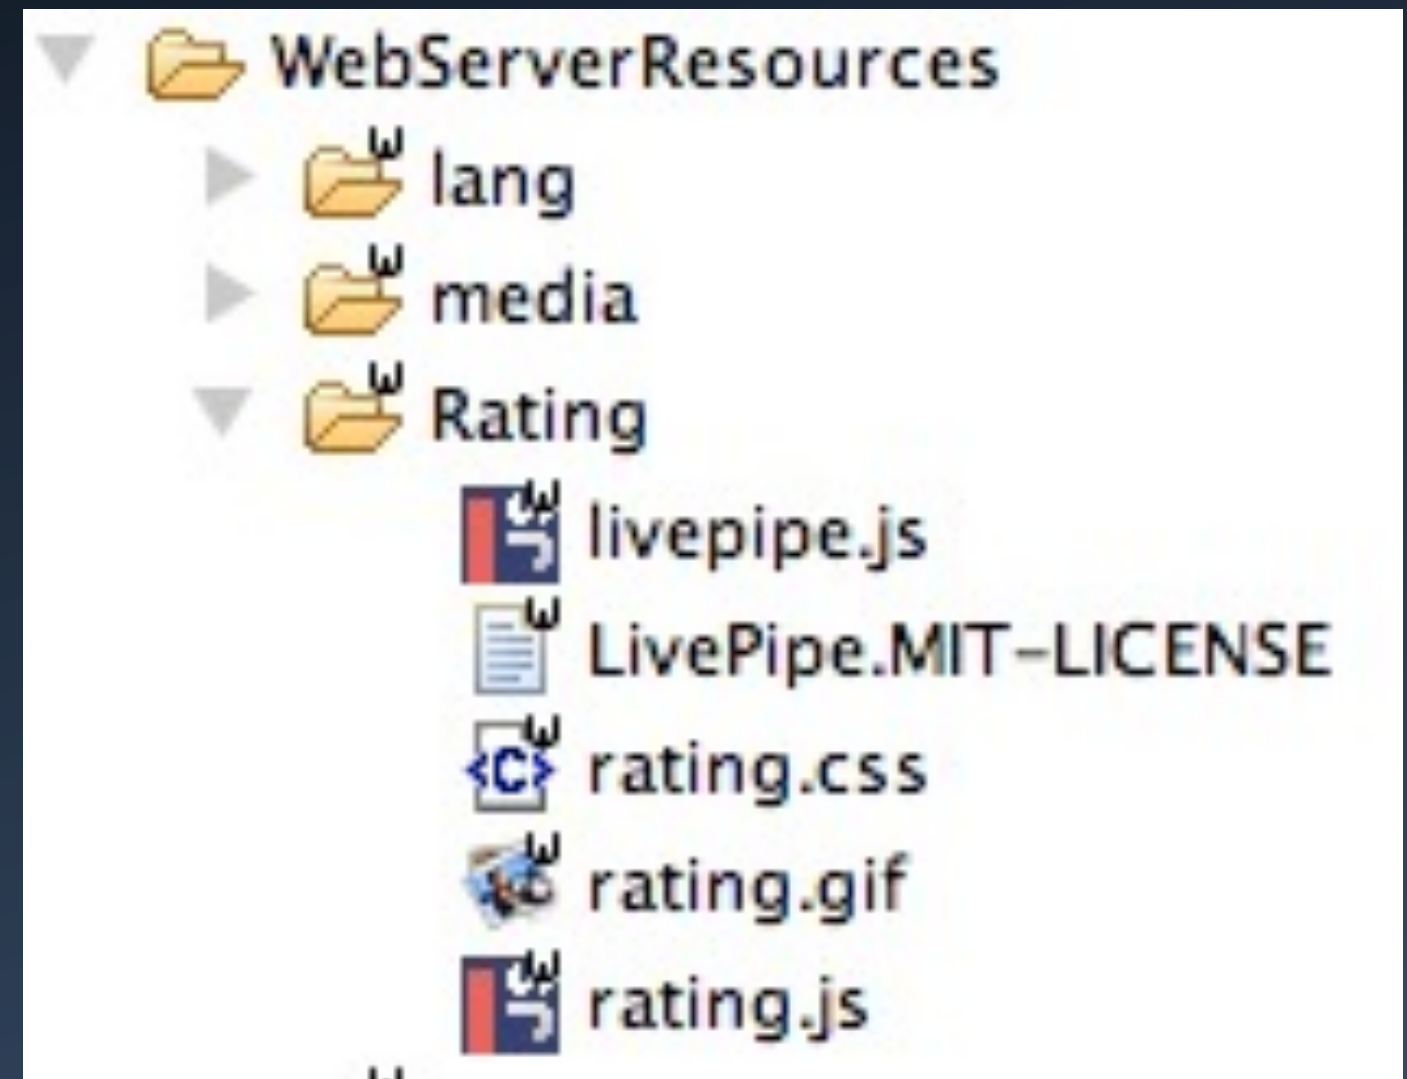 WebServerResources
lang
media
Rating
livepipe.js
LivePipe.MIT-LICENSE
rating.css
rating.gif
rating.js